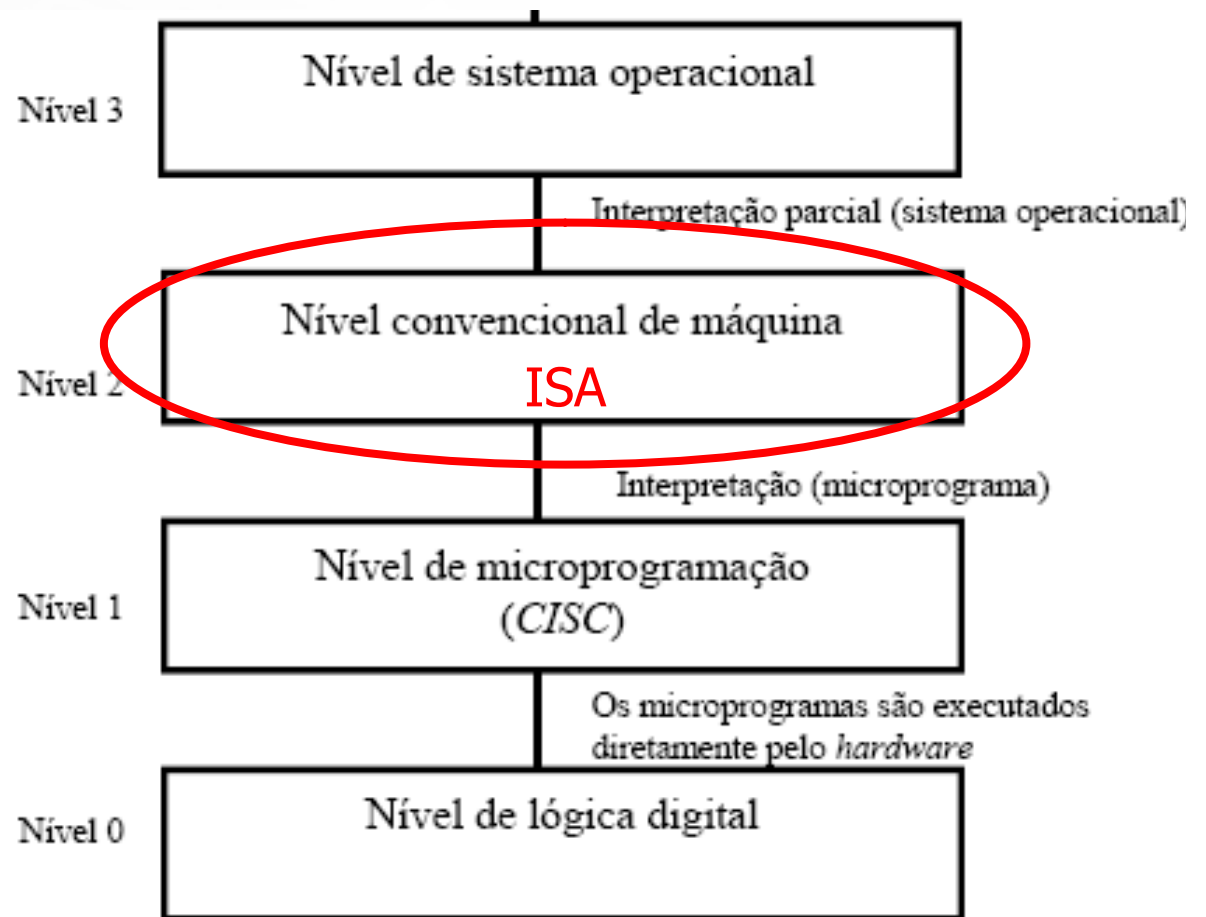 Nível de sistema operacional
Nível 3
Interpretação parcial (sistema operacional)
Nível convencional de máquina
Nível 2
ISA
Interpretação (microprograma)
Nível de microprogramação
Nível 1
(CISC)
Os microprogramas são executados
diretamente pelo hardware
Nível de lógica digital
Nível 0